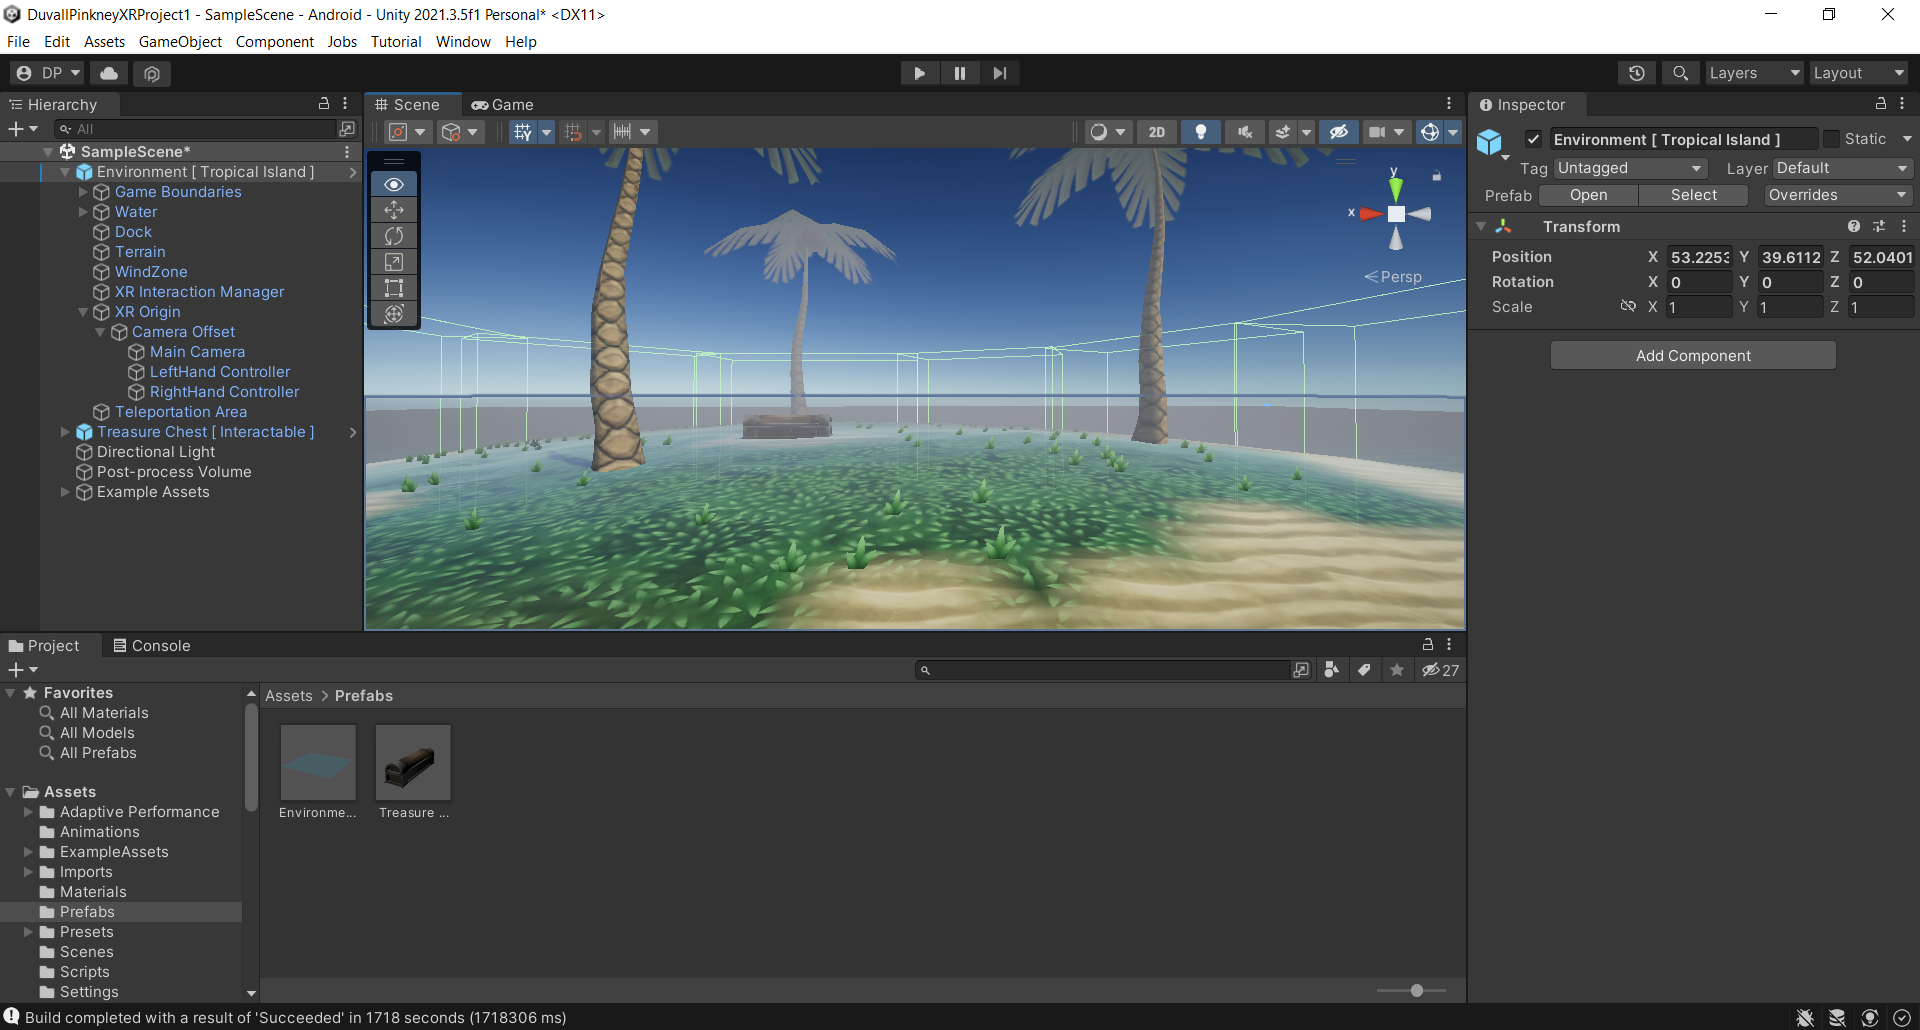 DuvallPinkneyXRProject1 - SampleScene - Android - Unity 2021.3.5f1 Personal* <DX11>
File Edit Assets GameObject Component Jobs Tutorial Window Help
DP
Layers
Layout
Hierarchy
All
SampleScene*
Environment [ Tropical Island ]
Game Boundaries
Water
Dock
Terrain
WindZone
XR Interaction Manager
XR Origin
Camera Offset
Main Camera
LeftHand Controller
RightHand Controller
Teleportation Area
Treasure Chest [ Interactable ]
Directional Light
Post-process Volume
Example Assets
Scene Game
2D
y
x
Persp
Inspector
Environment [ Tropical Island ] Static
Tag Untagged Layer Default
Prefab Open Select Overrides
Transform
Position X 53.2253 Y 39.6112 Z 52.0401
Rotation X 0 Y 0 Z 0
Scale X 1 Y 1 Z 1
Add Component
Project Console
27
Favorites
All Materials
All Models
All Prefabs
Assets
Adaptive Performance
Animations
ExampleAssets
Imports
Materials
Prefabs
Presets
Scenes
Scripts
Settings
Assets > Prefabs
Environme... Treasure ...
Build completed with a result of 'Succeeded' in 1718 seconds (1718306 ms)